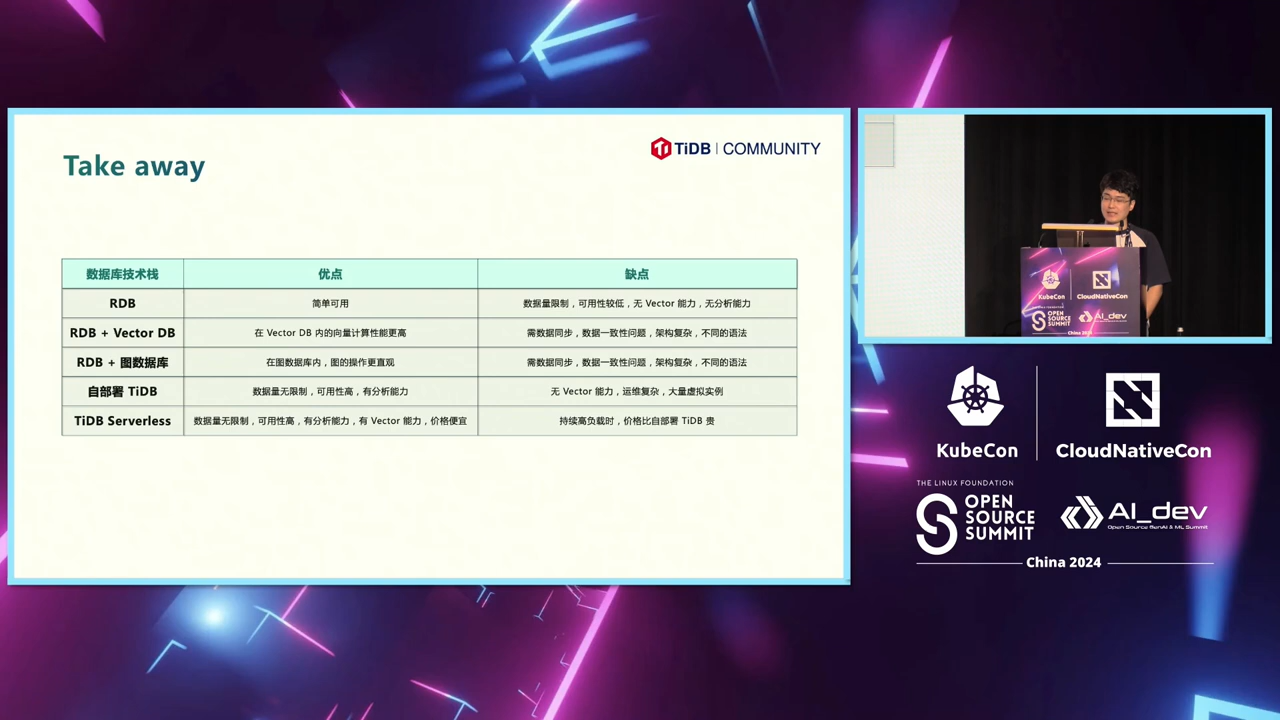 Take away
TiDB | COMMUNITY
数据库技术栈 优点 缺点
RDB 简单可用 数据量限制，可用性较低，无 Vector 能力，无分析能力
RDB + Vector DB 在 Vector DB 内的向量计算性能更高 需数据同步，数据一致性问题，架构复杂，不同的语法
RDB + 图数据库 在图数据库内，图的操作更直观 需数据同步，数据一致性问题，架构复杂，不同的语法
自部署 TiDB 数据量无限制，可用性高，有分析能力 无 Vector 能力，运维复杂，大量虚拟实例
TiDB Serverless 数据量无限制，可用性高，有分析能力，有 Vector 能力，价格便宜 持续高负载时，价格比自部署 TiDB 贵
KubeCon CloudNativeCon
OPEN SOURCE SUMMIT
AI_dev
China 2024
KubeCon
CloudNativeCon
THE LINUX FOUNDATION
OPEN
SOURCE
SUMMIT
AI_dev
Open Source GenAI & ML Summit
China 2024